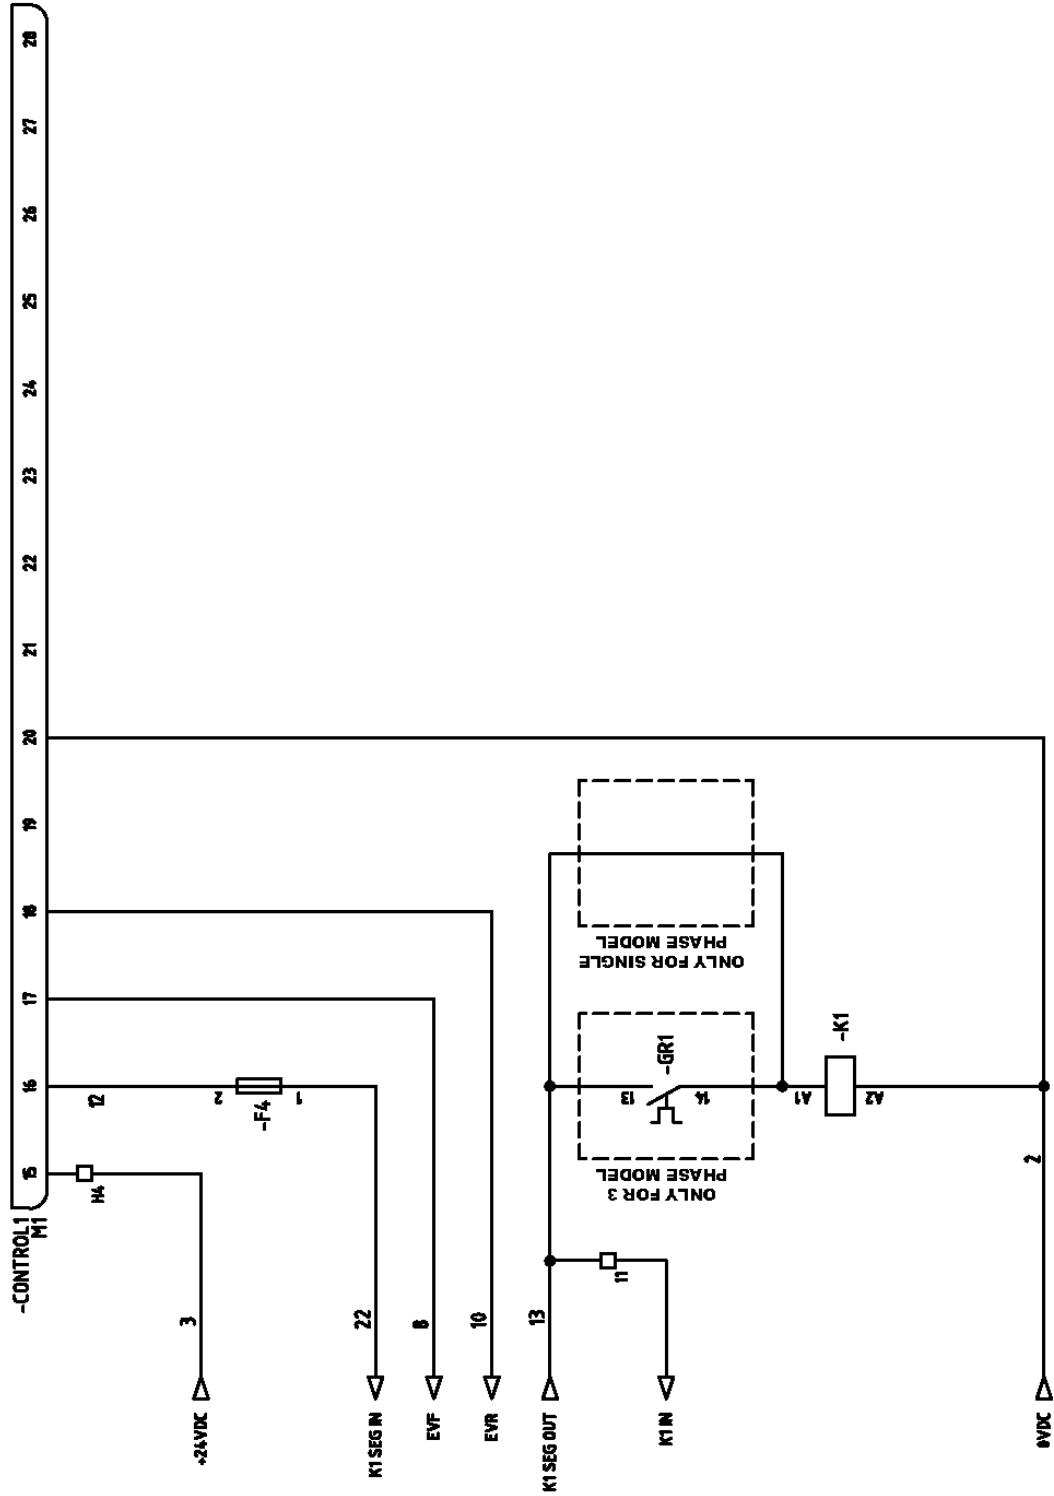 28
27
26
25
24
23
22
21
20
19
18
17
16
15
-CONTROL1
M1
12
2
1
-F4
H4
3
22
8
10
13
ONLY FOR SINGLE
PHASE MODEL
ONLY FOR 3
PHASE MODEL
13
14
-GR1
A1
A2
-K1
11
2
+24VDC
K1 SEG IN
EVF
EVR
K1 SEG OUT
K1 IN
0VDC